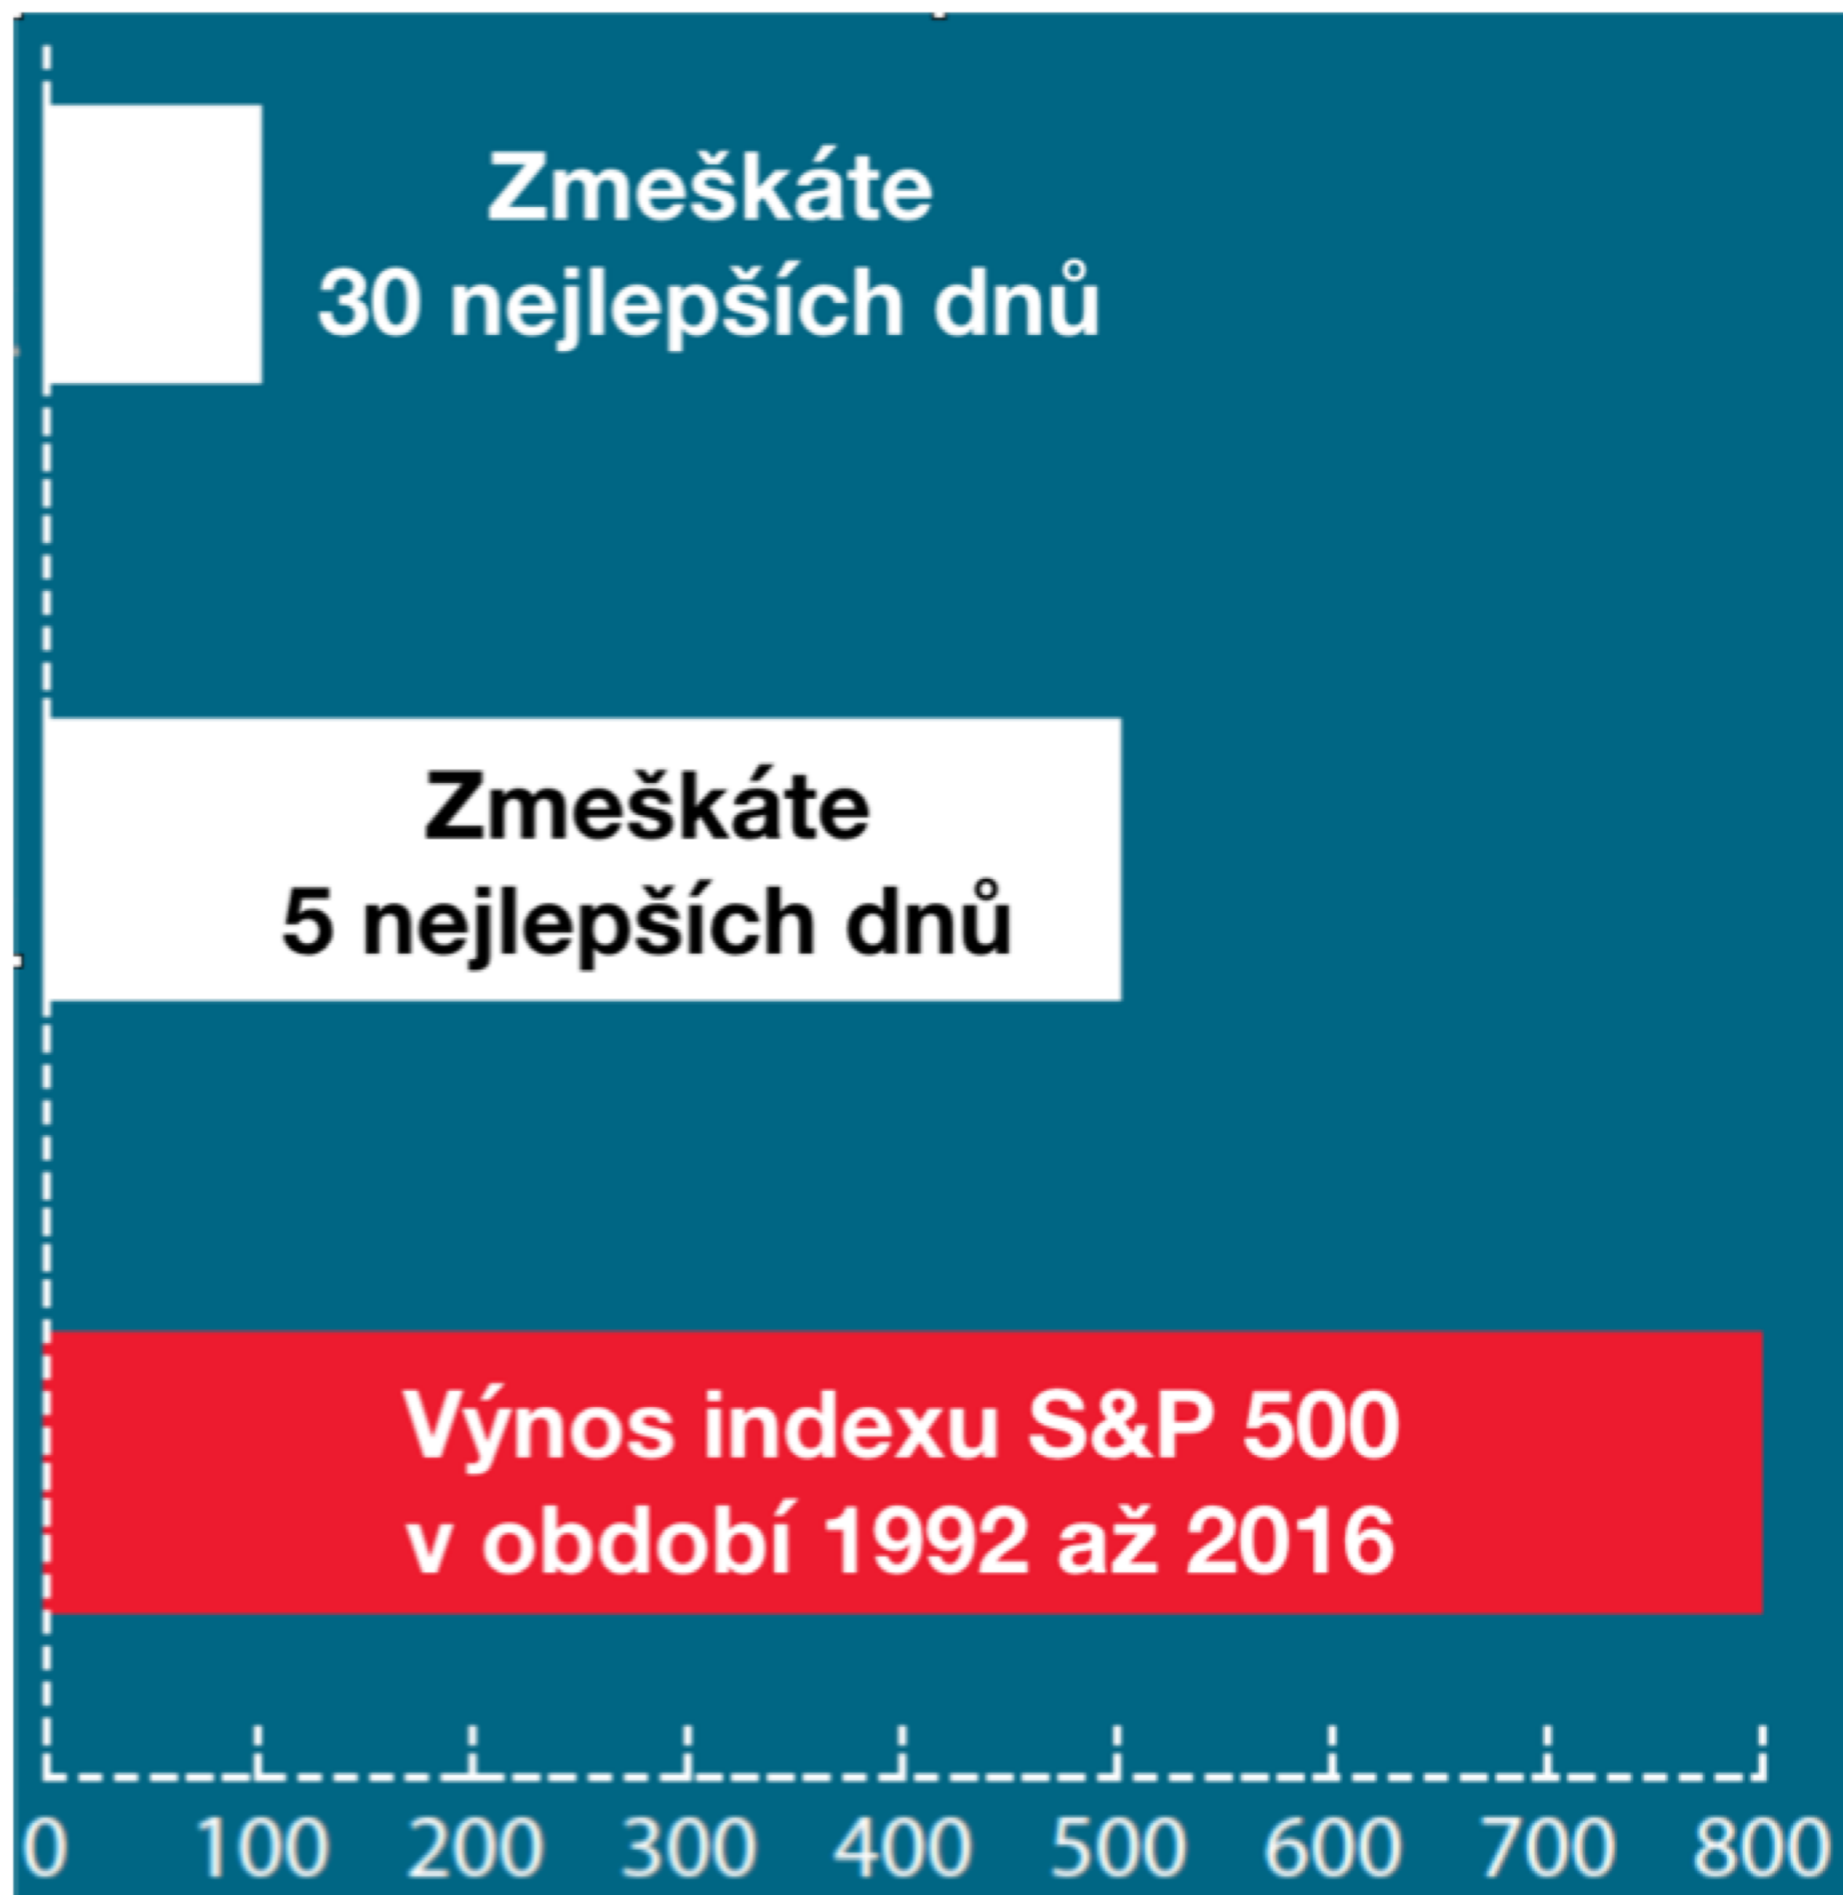 Zmeškáte
30 nejlepších dnů
Zmeškáte
5 nejlepších dnů
Výnos indexu S&P 500
v období 1992 až 2016
0 100 200 300 400 500 600 700 800